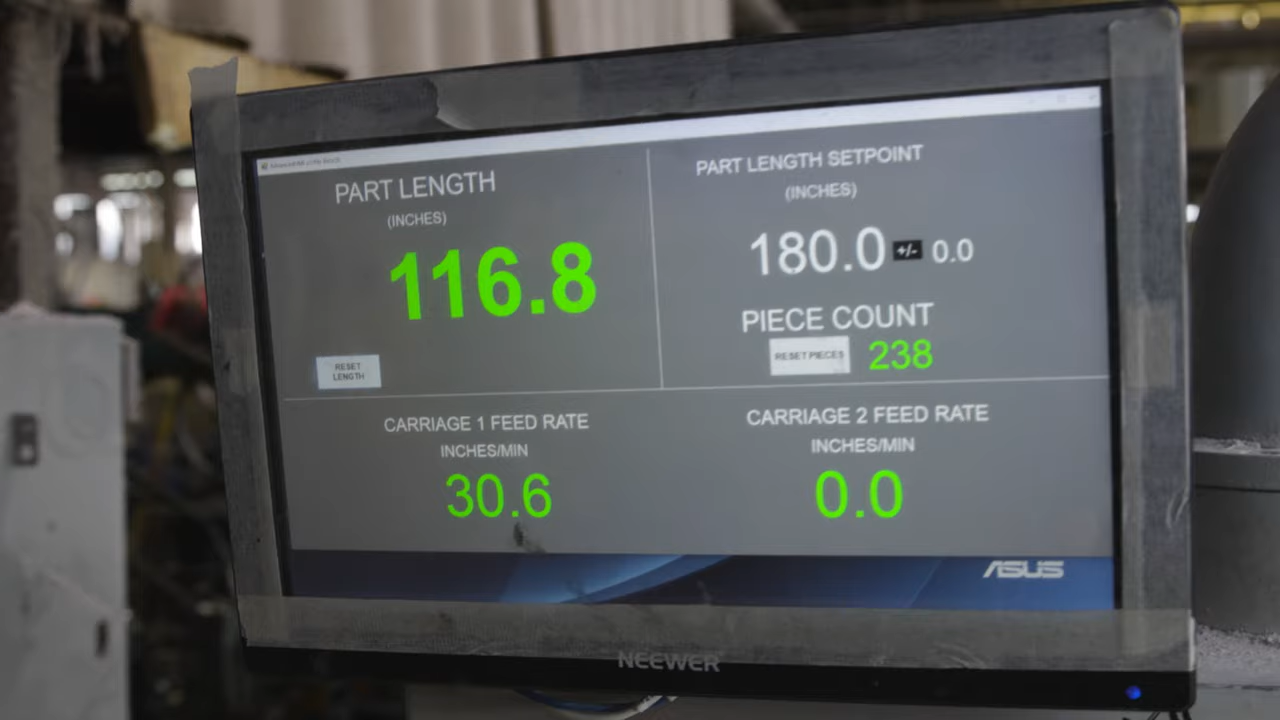 PART LENGTH
(INCHES)
116.8
RESET
LENGTH
PART LENGTH SETPOINT
(INCHES)
180.0 +/- 0.0
PIECE COUNT
RESET PIECES 238
CARRIAGE 1 FEED RATE
INCHES/MIN
30.6
CARRIAGE 2 FEED RATE
INCHES/MIN
0.0
ASUS
NEEWER